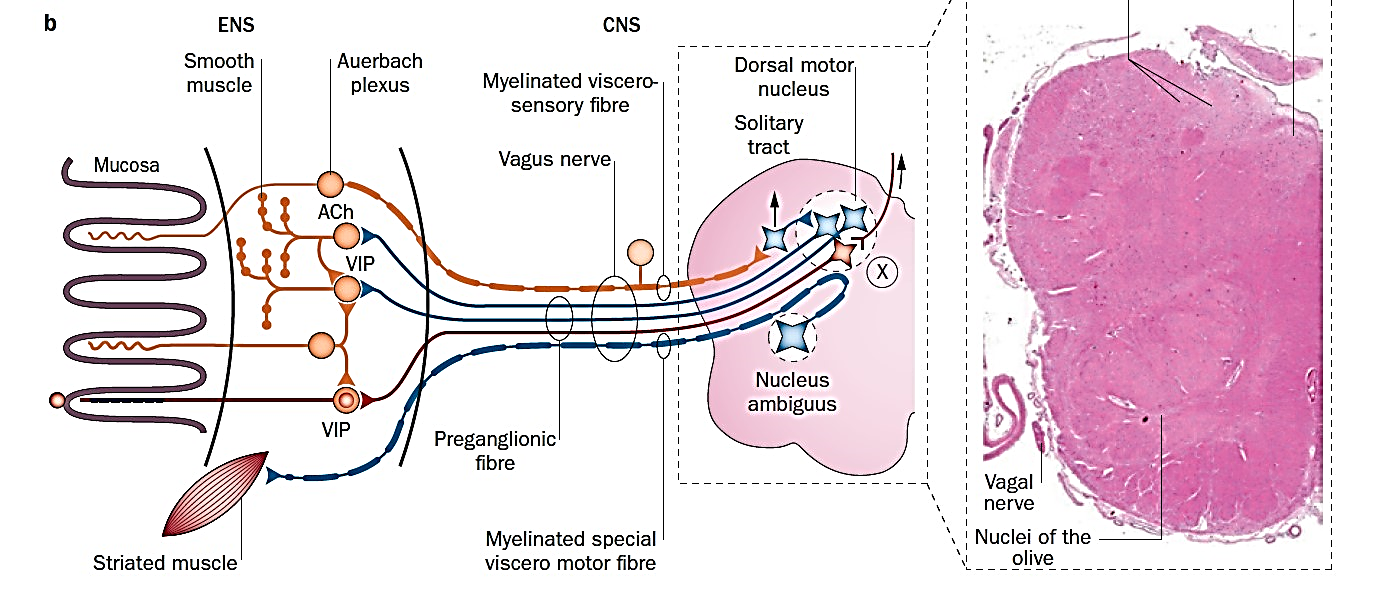 b
ENS
CNS
Smooth
muscle
Auerbach
plexus
Myelinated viscero-
sensory fibre
Dorsal motor
nucleus
Solitary
tract
Vagus nerve
Mucosa
ACh
VIP
X
Nucleus
ambiguus
VIP
Preganglionic
fibre
Vagal
nerve
Myelinated special
viscero motor fibre
Nuclei of the
olive
Striated muscle